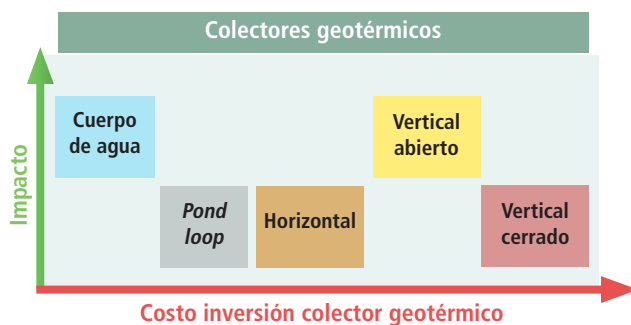 Colectores geotérmicos
Impacto
Cuerpo
de agua
Pond
loop
Horizontal
Vertical
abierto
Vertical
cerrado
Costo inversión colector geotérmico